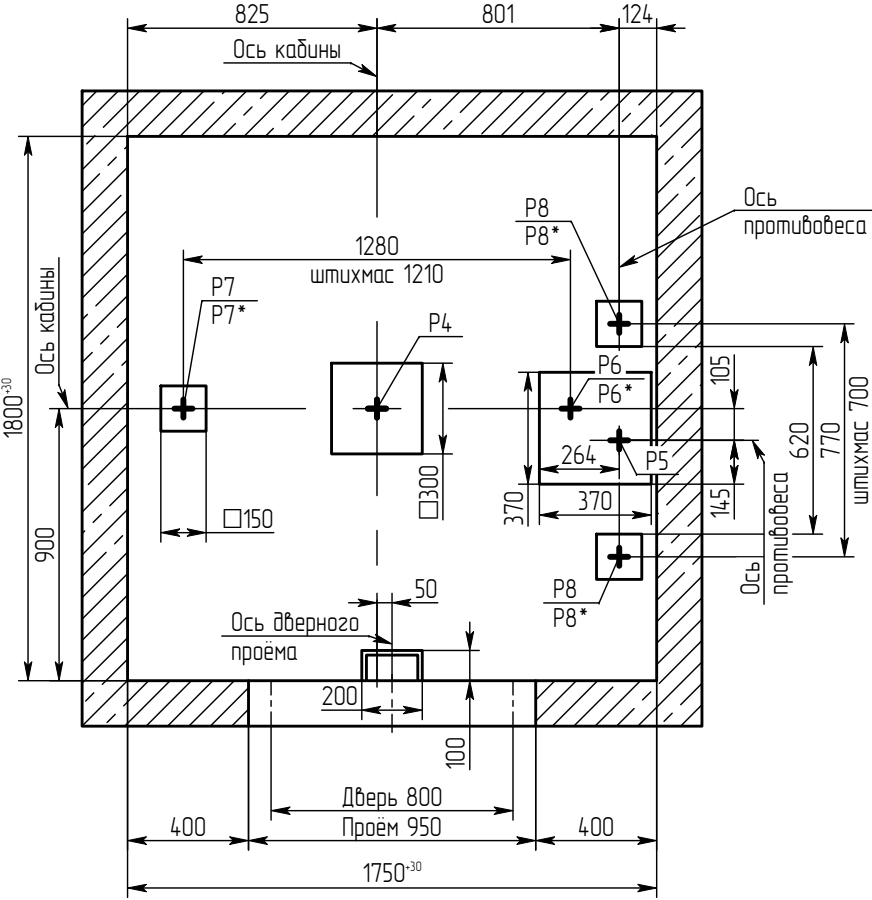 825
801
124
Ось кабины
P8
P8*
Ось
противовеса
1280
штихмас 1210
P7
P7*
P4
Ось кабины
1800+30
P6
P6*
105
264
P5
620
770
штихмас 700
□150
□300
370
370
145
Ось
противовеса
900
50
P8
P8*
Ось дверного
проёма
200
100
Дверь 800
400
Проём 950
400
1750+30